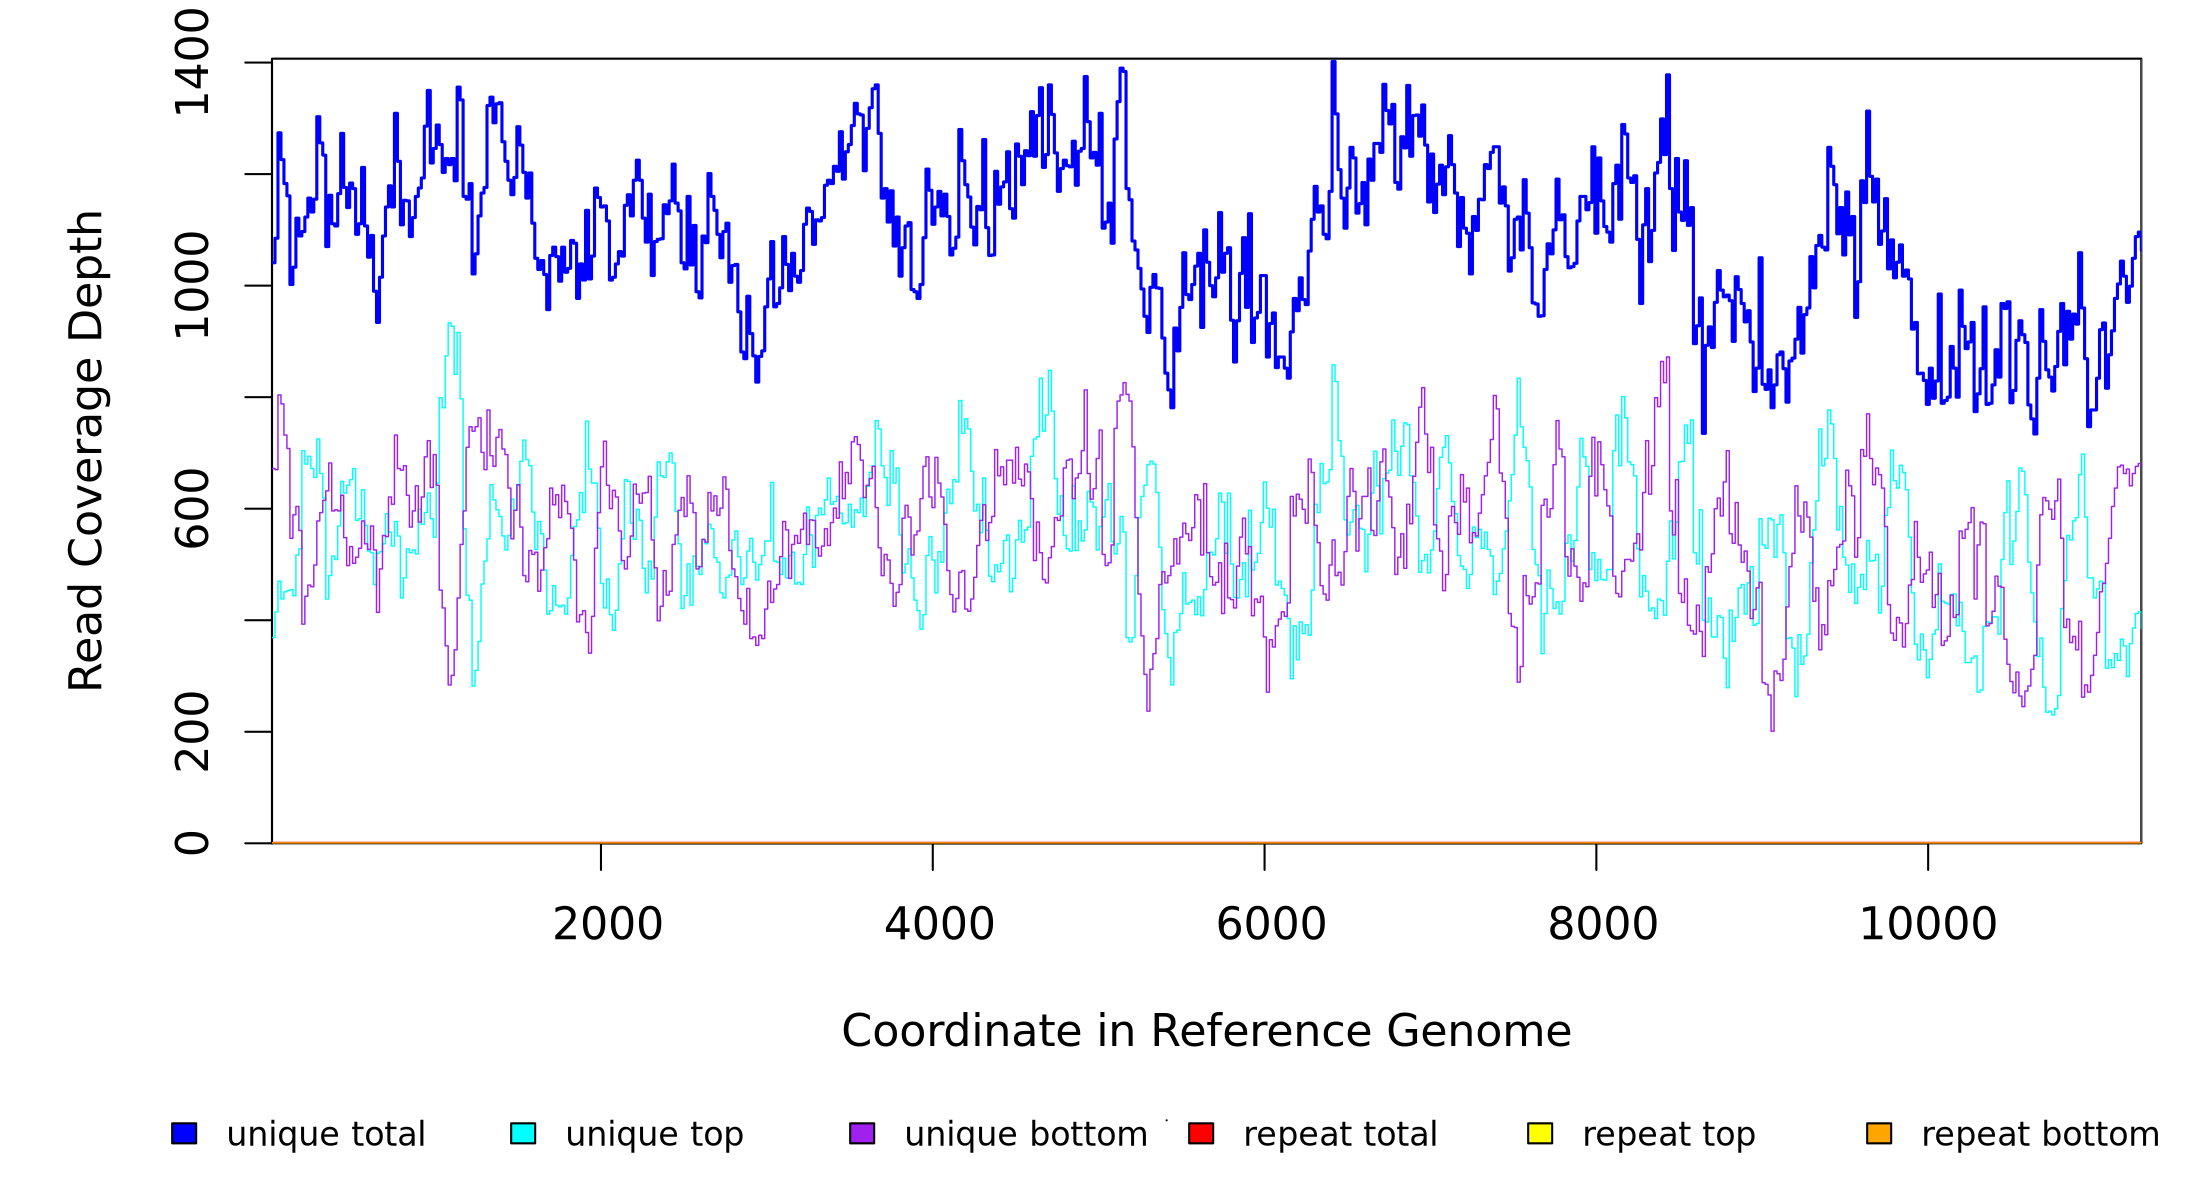 Read Coverage Depth
1400
1000
600
200
0
2000 4000 6000 8000 10000
Coordinate in Reference Genome
unique total unique top unique bottom repeat total repeat top repeat bottom